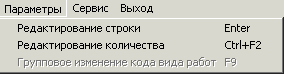 Параметры Сервис Выход
Редактирование строки Enter
Редактирование количества Ctrl+F2
Групповое изменение кода вида работ F9